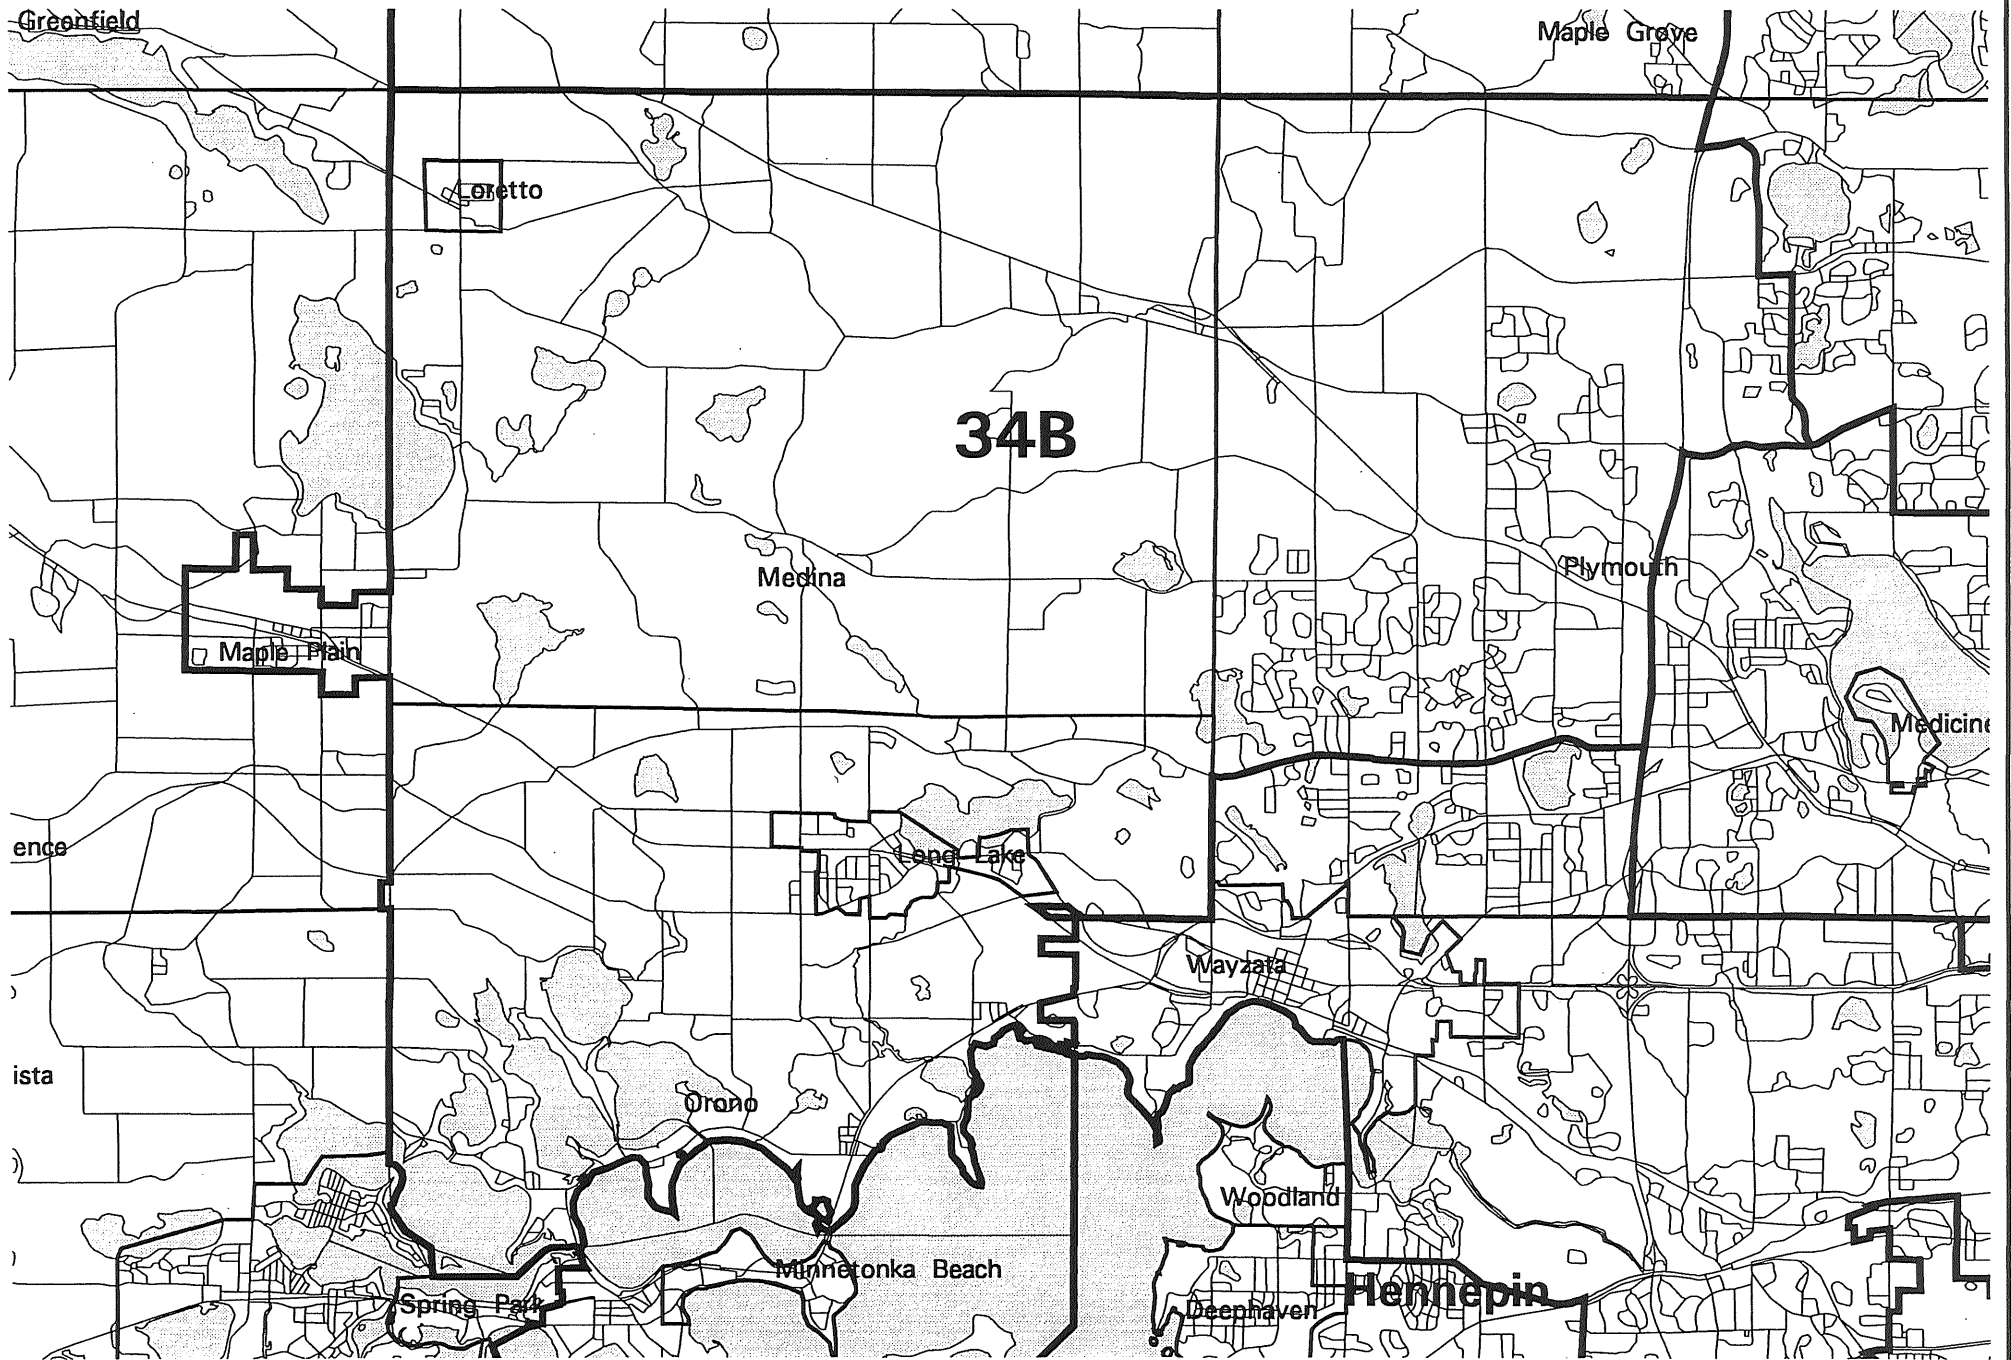 Greenfield
Maple Grove
Loretto
34B
Plymouth
Medina
Maple Plain
Medicine
ence
Long Lake
Wayzata
ista
Orono
Woodland
Minnetonka Beach
Hennepin
Spring Park
Deephaven